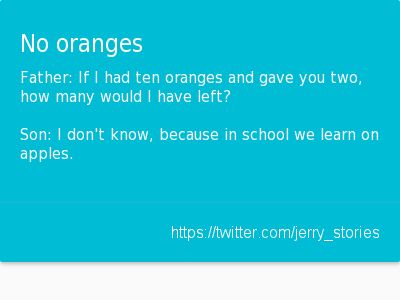 No oranges
Father: If I had ten oranges and gave you two,
how many would I have left?
Son: I don't know, because in school we learn on
apples.
https://twitter.com/jerry_stories